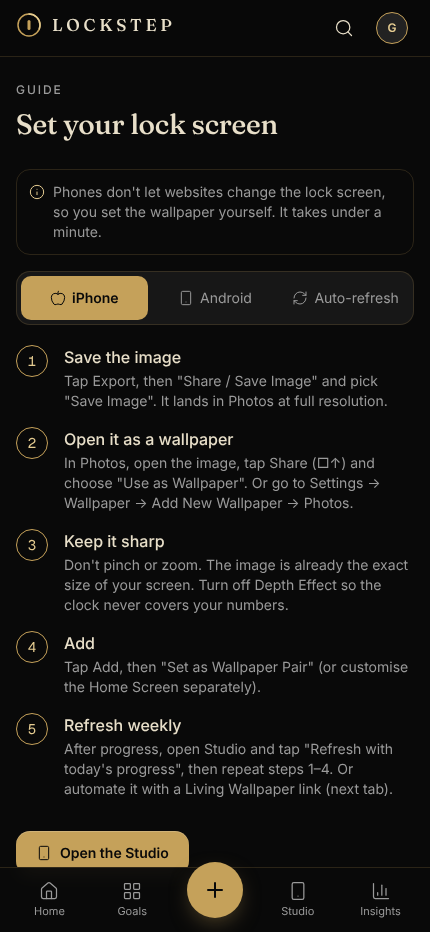 LOCKSTEP
G
GUIDE
Set your lock screen
Phones don't let websites change the lock screen,
so you set the wallpaper yourself. It takes under a
minute.
iPhone
Android
Auto-refresh
1
Save the image
Tap Export, then "Share / Save Image" and pick
"Save Image". It lands in Photos at full resolution.
2
Open it as a wallpaper
In Photos, open the image, tap Share (□↑) and
choose "Use as Wallpaper". Or go to Settings →
Wallpaper → Add New Wallpaper → Photos.
3
Keep it sharp
Don't pinch or zoom. The image is already the exact
size of your screen. Turn off Depth Effect so the
clock never covers your numbers.
4
Add
Tap Add, then "Set as Wallpaper Pair" (or customise
the Home Screen separately).
5
Refresh weekly
After progress, open Studio and tap "Refresh with
today's progress", then repeat steps 1–4. Or
automate it with a Living Wallpaper link (next tab).
Open the Studio
Home
Goals
Studio
Insights